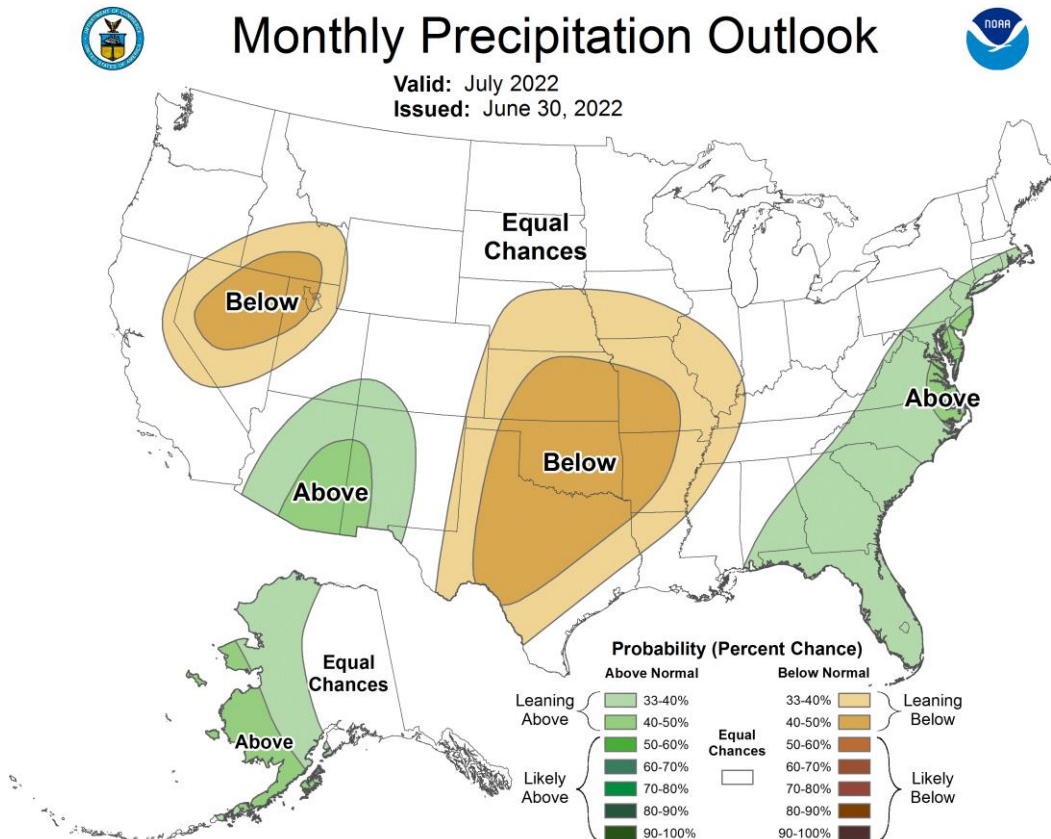 Monthly Precipitation Outlook
NOAA
Valid: July 2022
Issued: June 30, 2022
Equal
Chances
Below
Above
Above
Below
Equal
Chances
Above
Probability (Percent Chance)
Above Normal
Below Normal
Leaning
Above
33-40%
40-50%
50-60%
60-70%
70-80%
80-90%
90-100%
Likely
Above
Equal
Chances
33-40%
40-50%
50-60%
60-70%
70-80%
80-90%
90-100%
Leaning
Below
Likely
Below